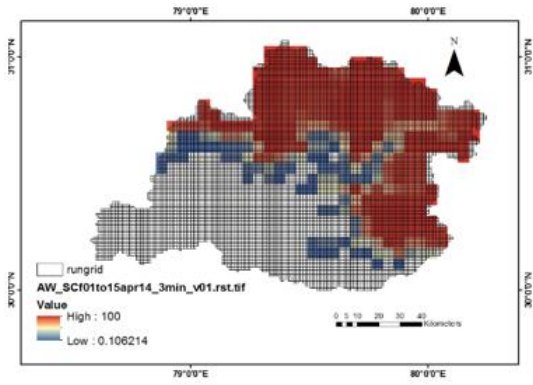 79°0'0"E 80°0'0"E
31°0'0"N 31°0'0"N
N
30°0'0"N 30°0'0"N
rungrid
AW_SCf01to15apr14_3min_v01.rst.tif
Value
High : 100
Low : 0.106214
0 5 10 20 30 40
Kilometers
79°0'0"E 80°0'0"E